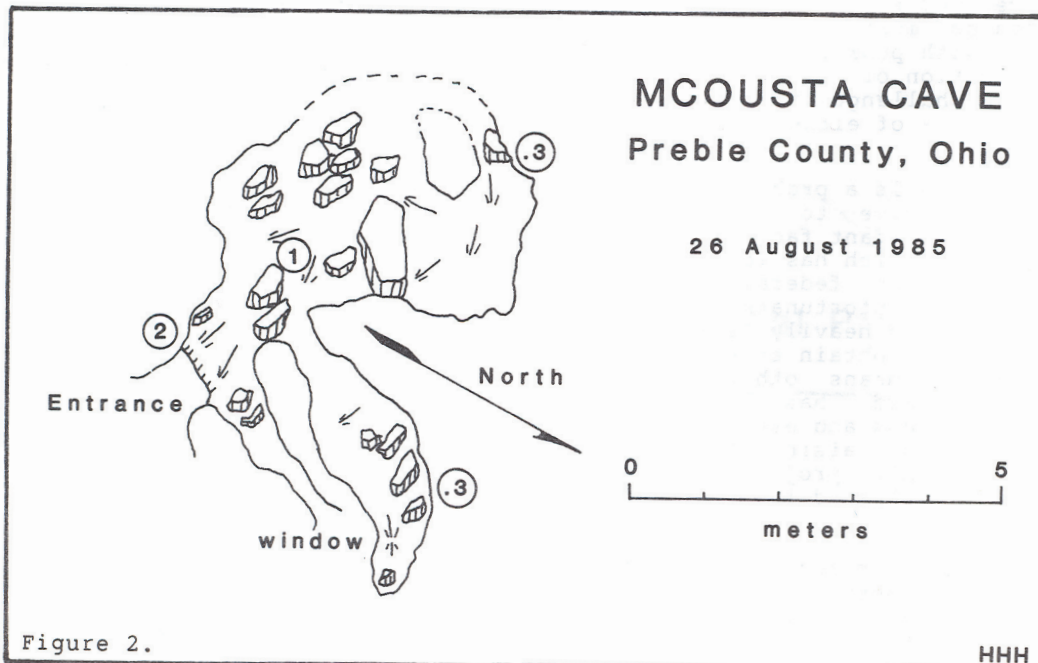 MCOUSTA CAVE
Preble County, Ohio
26 August 1985
.3
1
2
Entrance
North
.3
window
0 5
meters
Figure 2.
HHH